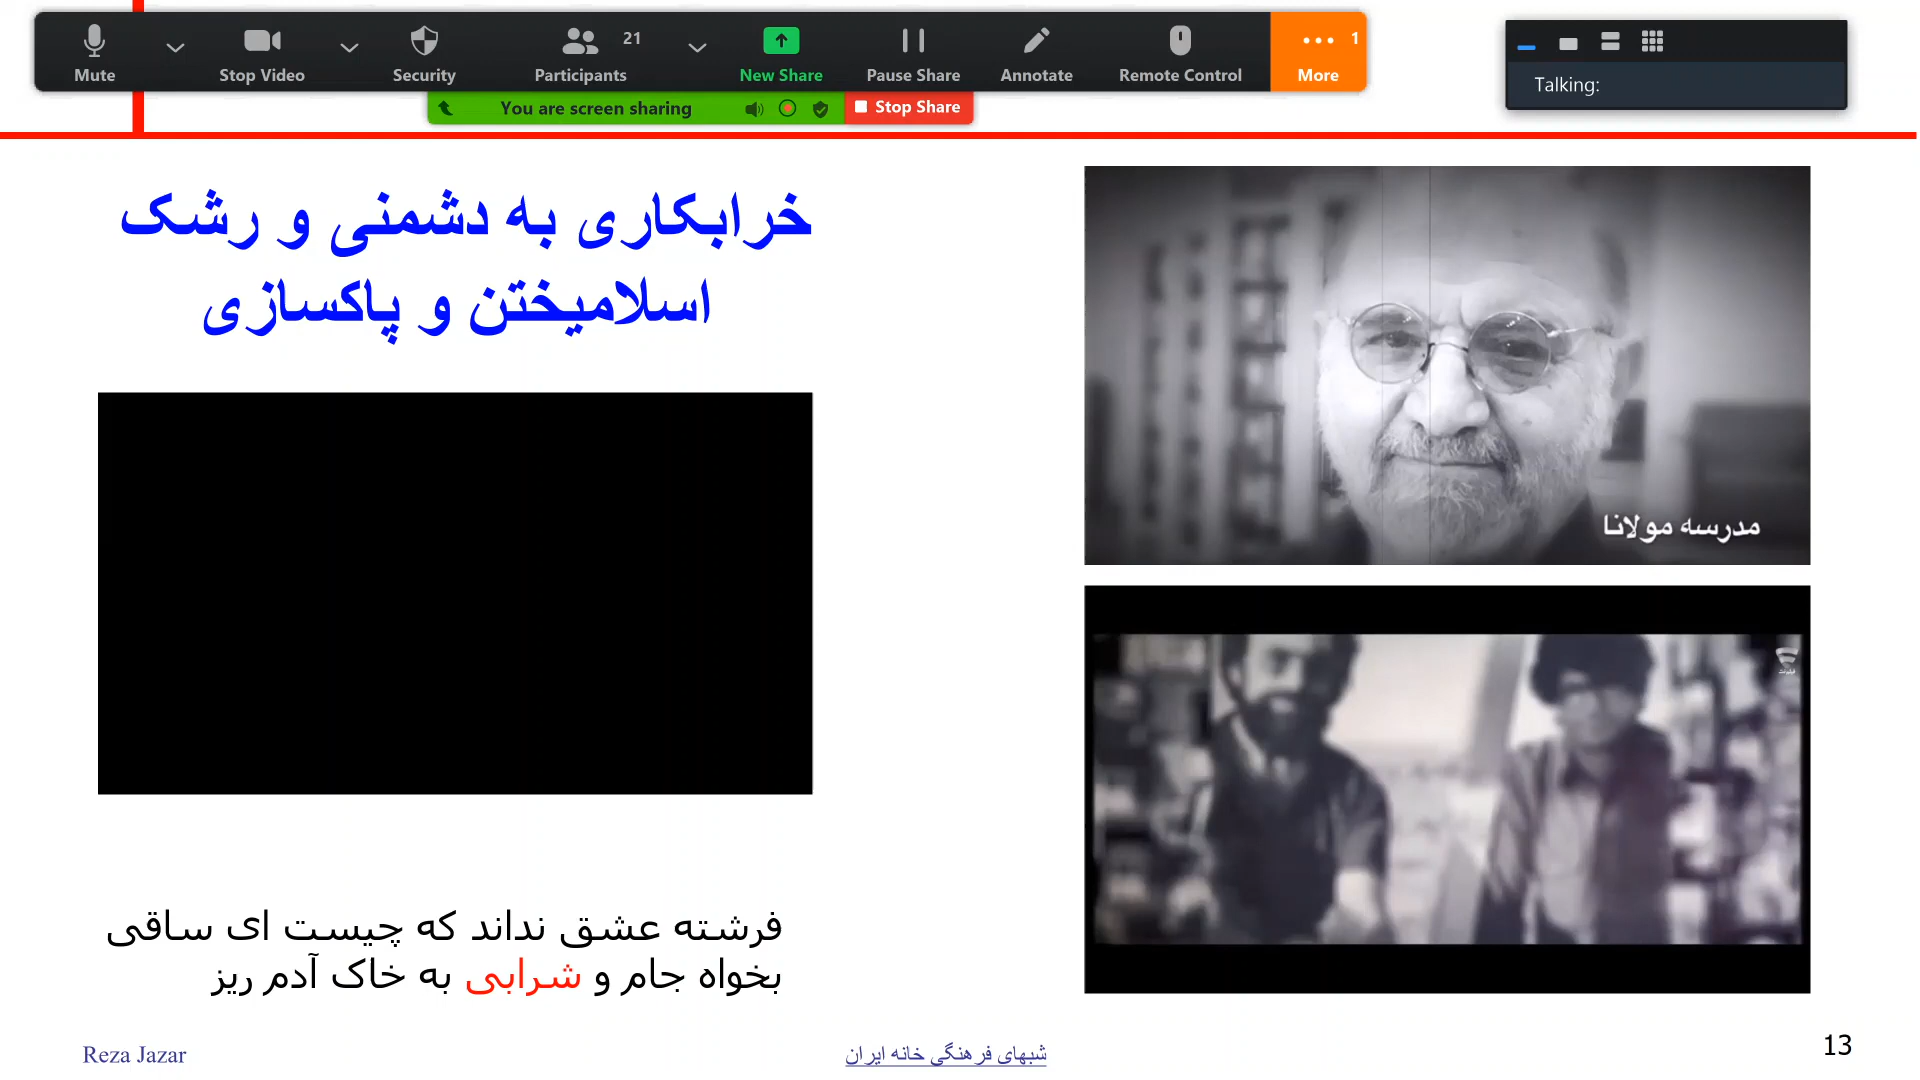 Mute
Stop Video
Security
Participants
21
New Share
Pause Share
Annotate
Remote Control
More
1
You are screen sharing
Stop Share
Talking:
خرابکاری به دشمنی و رشک
اسلامیختن و پاکسازی
مدرسه مولانا
فرشته عشق نداند که چیست ای ساقی
بخواه جام و شرابی به خاک آدم ریز
Reza Jazar
شبهای فرهنگی خانه ایران
13